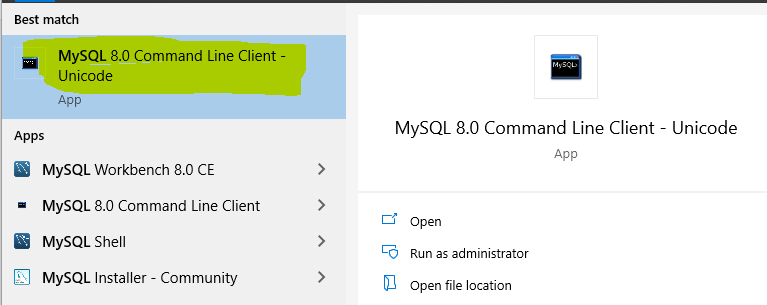 Best match
MySQL 8.0 Command Line Client -
Unicode
App
Apps
MySQL Workbench 8.0 CE
MySQL 8.0 Command Line Client
MySQL Shell
MySQL Installer - Community
MySQL>
MySQL 8.0 Command Line Client - Unicode
App
Open
Run as administrator
Open file location